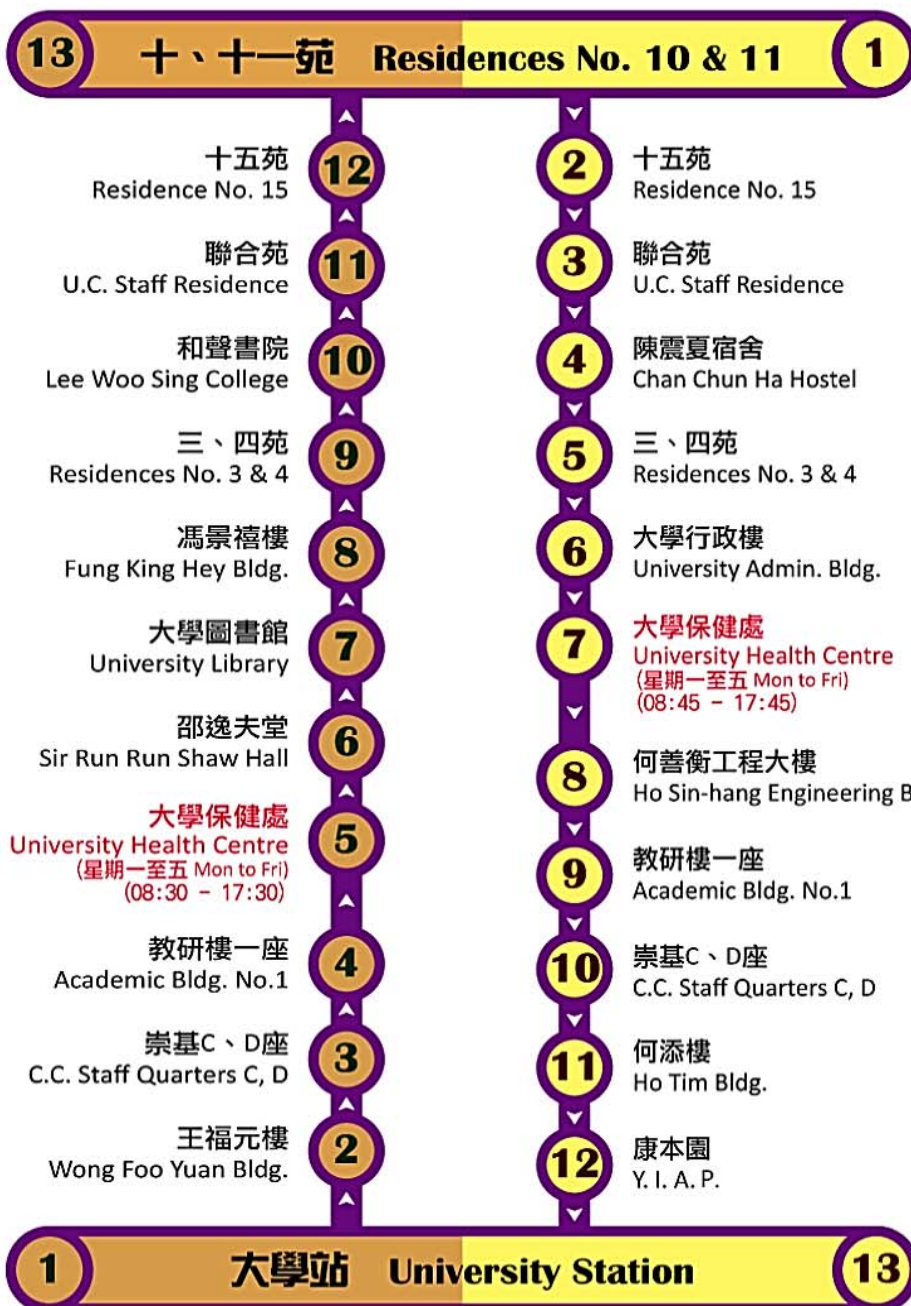 13 十、十一苑 Residences No. 10 & 11 1
十五苑
Residence No. 15
12
聯合苑
U.C. Staff Residence
11
和聲書院
Lee Woo Sing College
10
三、四苑
Residences No. 3 & 4
9
馮景禧樓
Fung King Hey Bldg.
8
大學圖書館
University Library
7
邵逸夫堂
Sir Run Run Shaw Hall
6
大學保健處
University Health Centre
(星期一至五 Mon to Fri)
(08:30 - 17:30)
5
教研樓一座
Academic Bldg. No.1
4
崇基C、D座
C.C. Staff Quarters C, D
3
王福元樓
Wong Foo Yuan Bldg.
2
2
十五苑
Residence No. 15
3
聯合苑
U.C. Staff Residence
4
陳震夏宿舍
Chan Chun Ha Hostel
5
三、四苑
Residences No. 3 & 4
6
大學行政樓
University Admin. Bldg.
7
大學保健處
University Health Centre
(星期一至五 Mon to Fri)
(08:45 - 17:45)
8
何善衡工程大樓
Ho Sin-hang Engineering B
9
教研樓一座
Academic Bldg. No.1
10
崇基C、D座
C.C. Staff Quarters C, D
11
何添樓
Ho Tim Bldg.
12
康本園
Y. I. A. P.
1 大學站 University Station 13